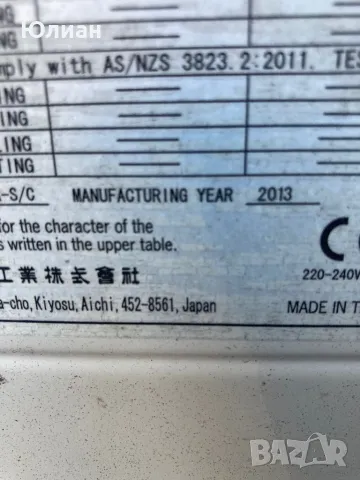 Юлиан
mply with AS/NZS 3823.2:2011. TES
ING
NG
LING
TING
-S/C MANUFACTURING YEAR 2013
for the character of the
s written in the upper table.
工業株式會社 220-240V
a-cho, Kiyosu, Aichi, 452-8561, Japan MADE IN T
bazar